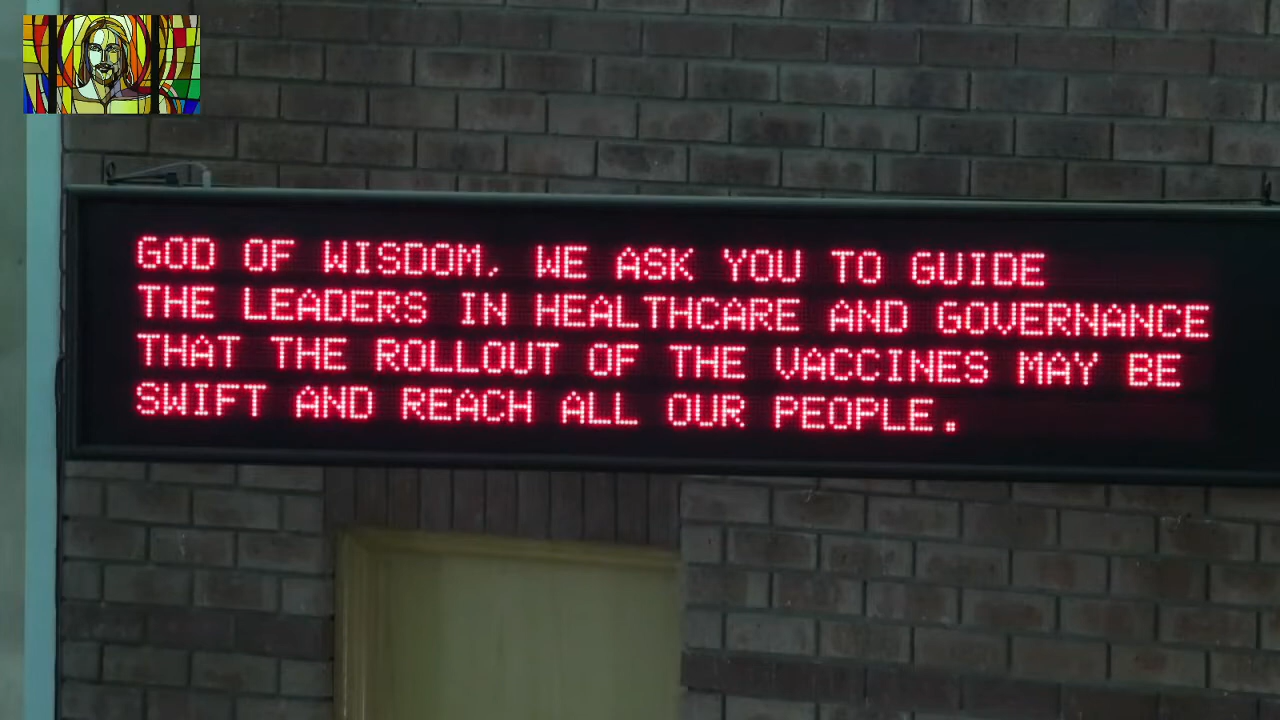 GOD OF WISDOM, WE ASK YOU TO GUIDE
THE LEADERS IN HEALTHCARE AND GOVERNANCE
THAT THE ROLLOUT OF THE VACCINES MAY BE
SWIFT AND REACH ALL OUR PEOPLE.